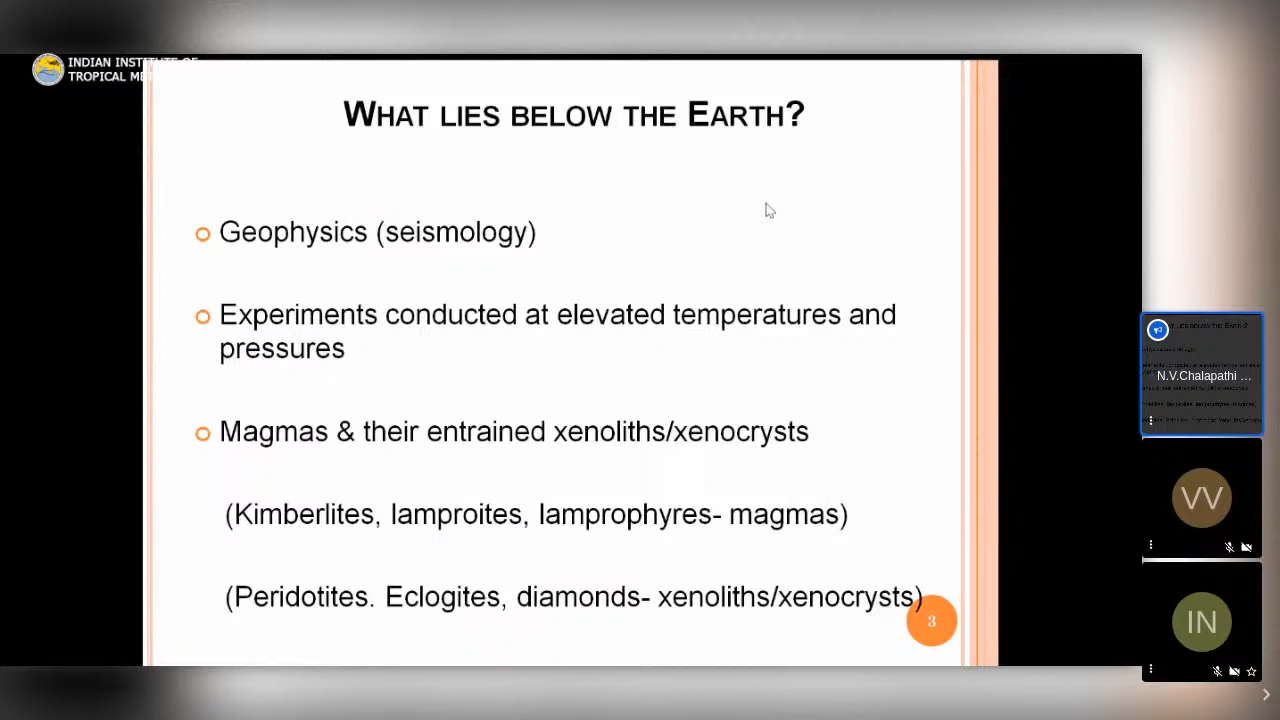 INDIAN INSTITUTE OF
TROPICAL ME
WHAT LIES BELOW THE EARTH?
Geophysics (seismology)
Experiments conducted at elevated temperatures and
pressures
Magmas & their entrained xenoliths/xenocrysts
(Kimberlites, lamproites, lamprophyres- magmas)
(Peridotites. Eclogites, diamonds- xenoliths/xenocrysts)
3
N.V.Chalapathi ...
VV
IN